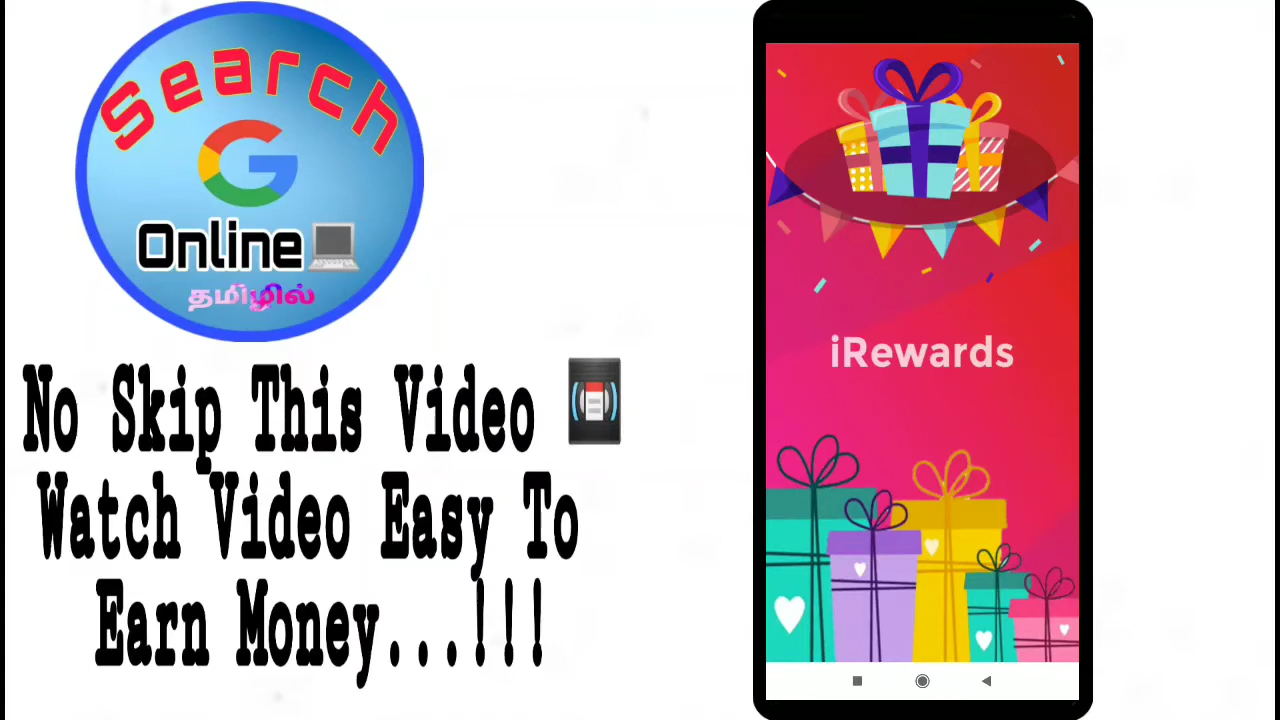 Search
G
Online
தமிழில்
No Skip This Video
Watch Video Easy To
Earn Money...!!!
iRewards